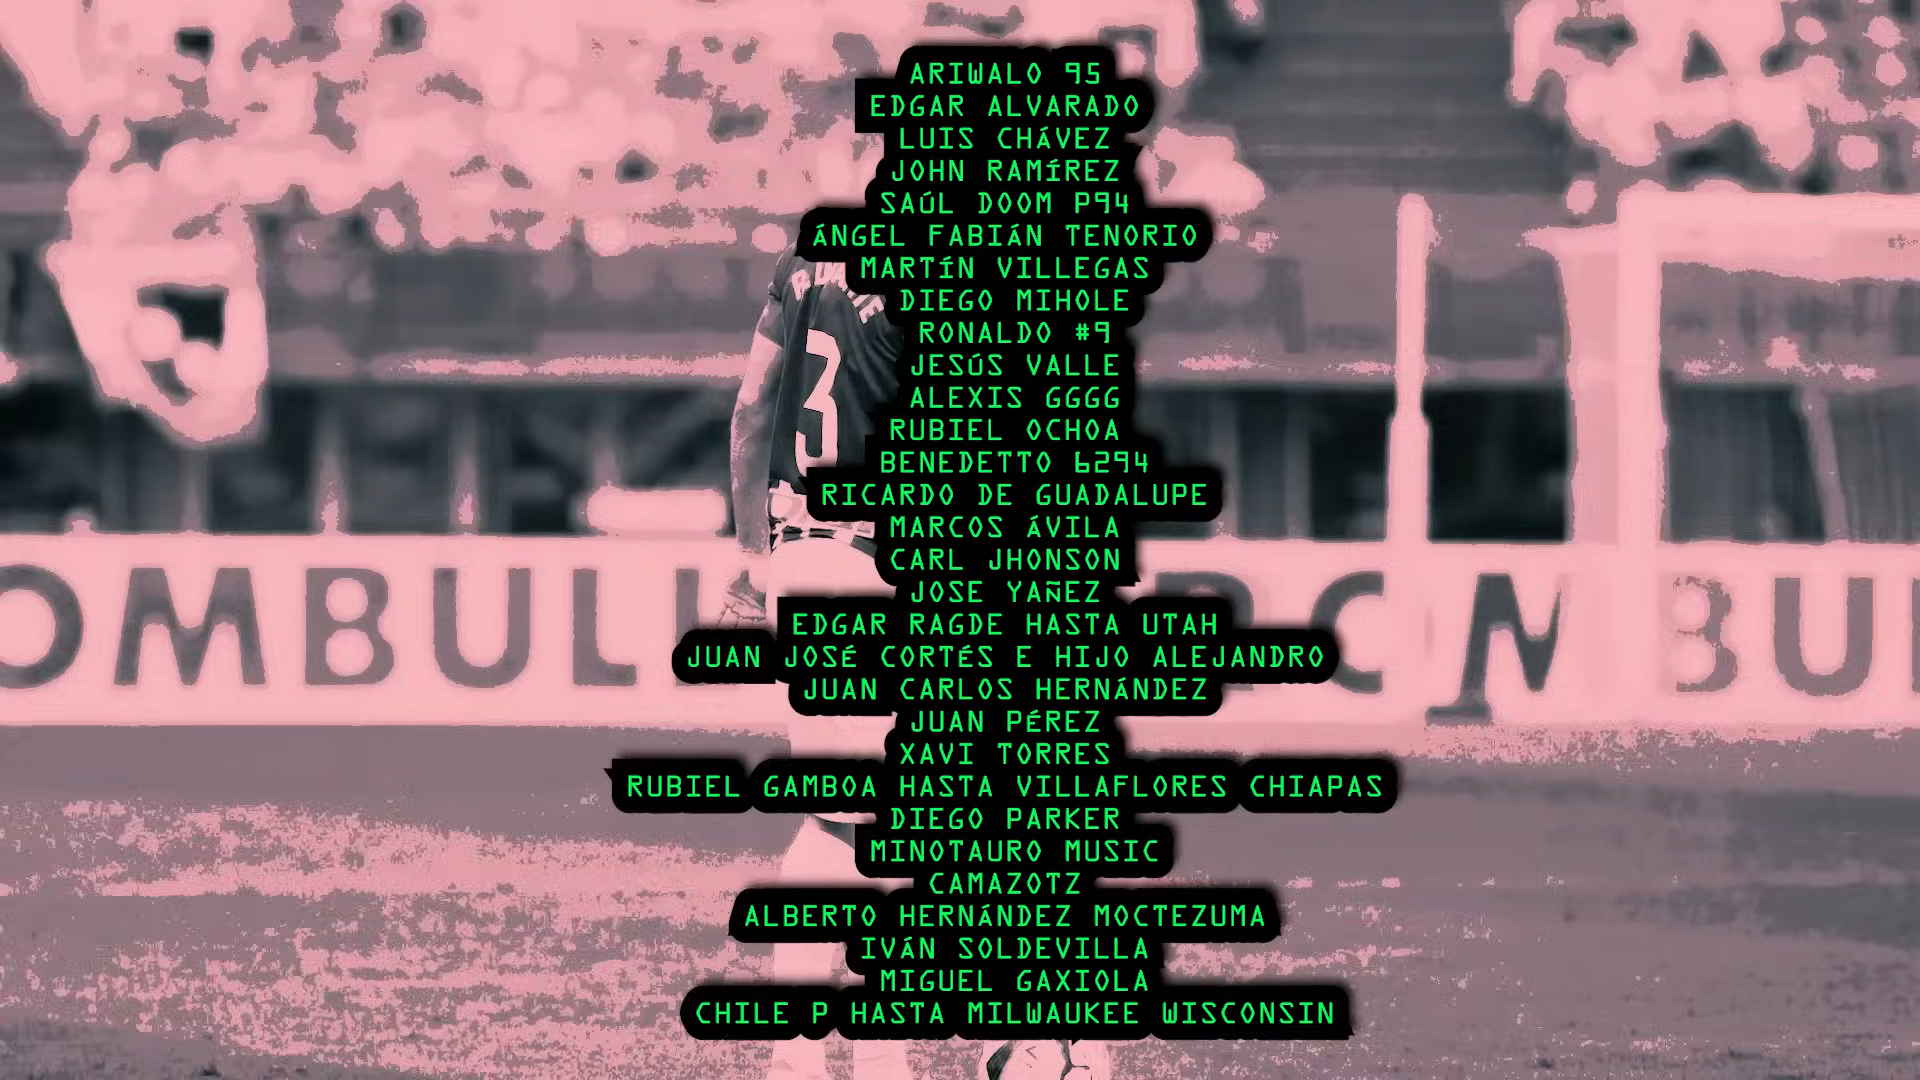 ARIWALO 95
EDGAR ALVARADO
LUIS CHÁVEZ
JOHN RAMÍREZ
SAÚL DOOM P94
ÁNGEL FABIÁN TENORIO
MARTÍN VILLEGAS
DIEGO MIHOLE
RONALDO #9
JESÚS VALLE
ALEXIS GGGG
RUBIEL OCHOA
BENEDETTO 6294
RICARDO DE GUADALUPE
MARCOS ÁVILA
CARL JHONSON
JOSE YAÑEZ
EDGAR RAGDE HASTA UTAH
JUAN JOSÉ CORTÉS E HIJO ALEJANDRO
JUAN CARLOS HERNÁNDEZ
JUAN PÉREZ
XAVI TORRES
RUBIEL GAMBOA HASTA VILLAFLORES CHIAPAS
DIEGO PARKER
MINOTAURO MUSIC
CAMAZOTZ
ALBERTO HERNÁNDEZ MOCTEZUMA
IVÁN SOLDEVILLA
MIGUEL GAXIOLA
CHILE P HASTA MILWAUKEE WISCONSIN
3